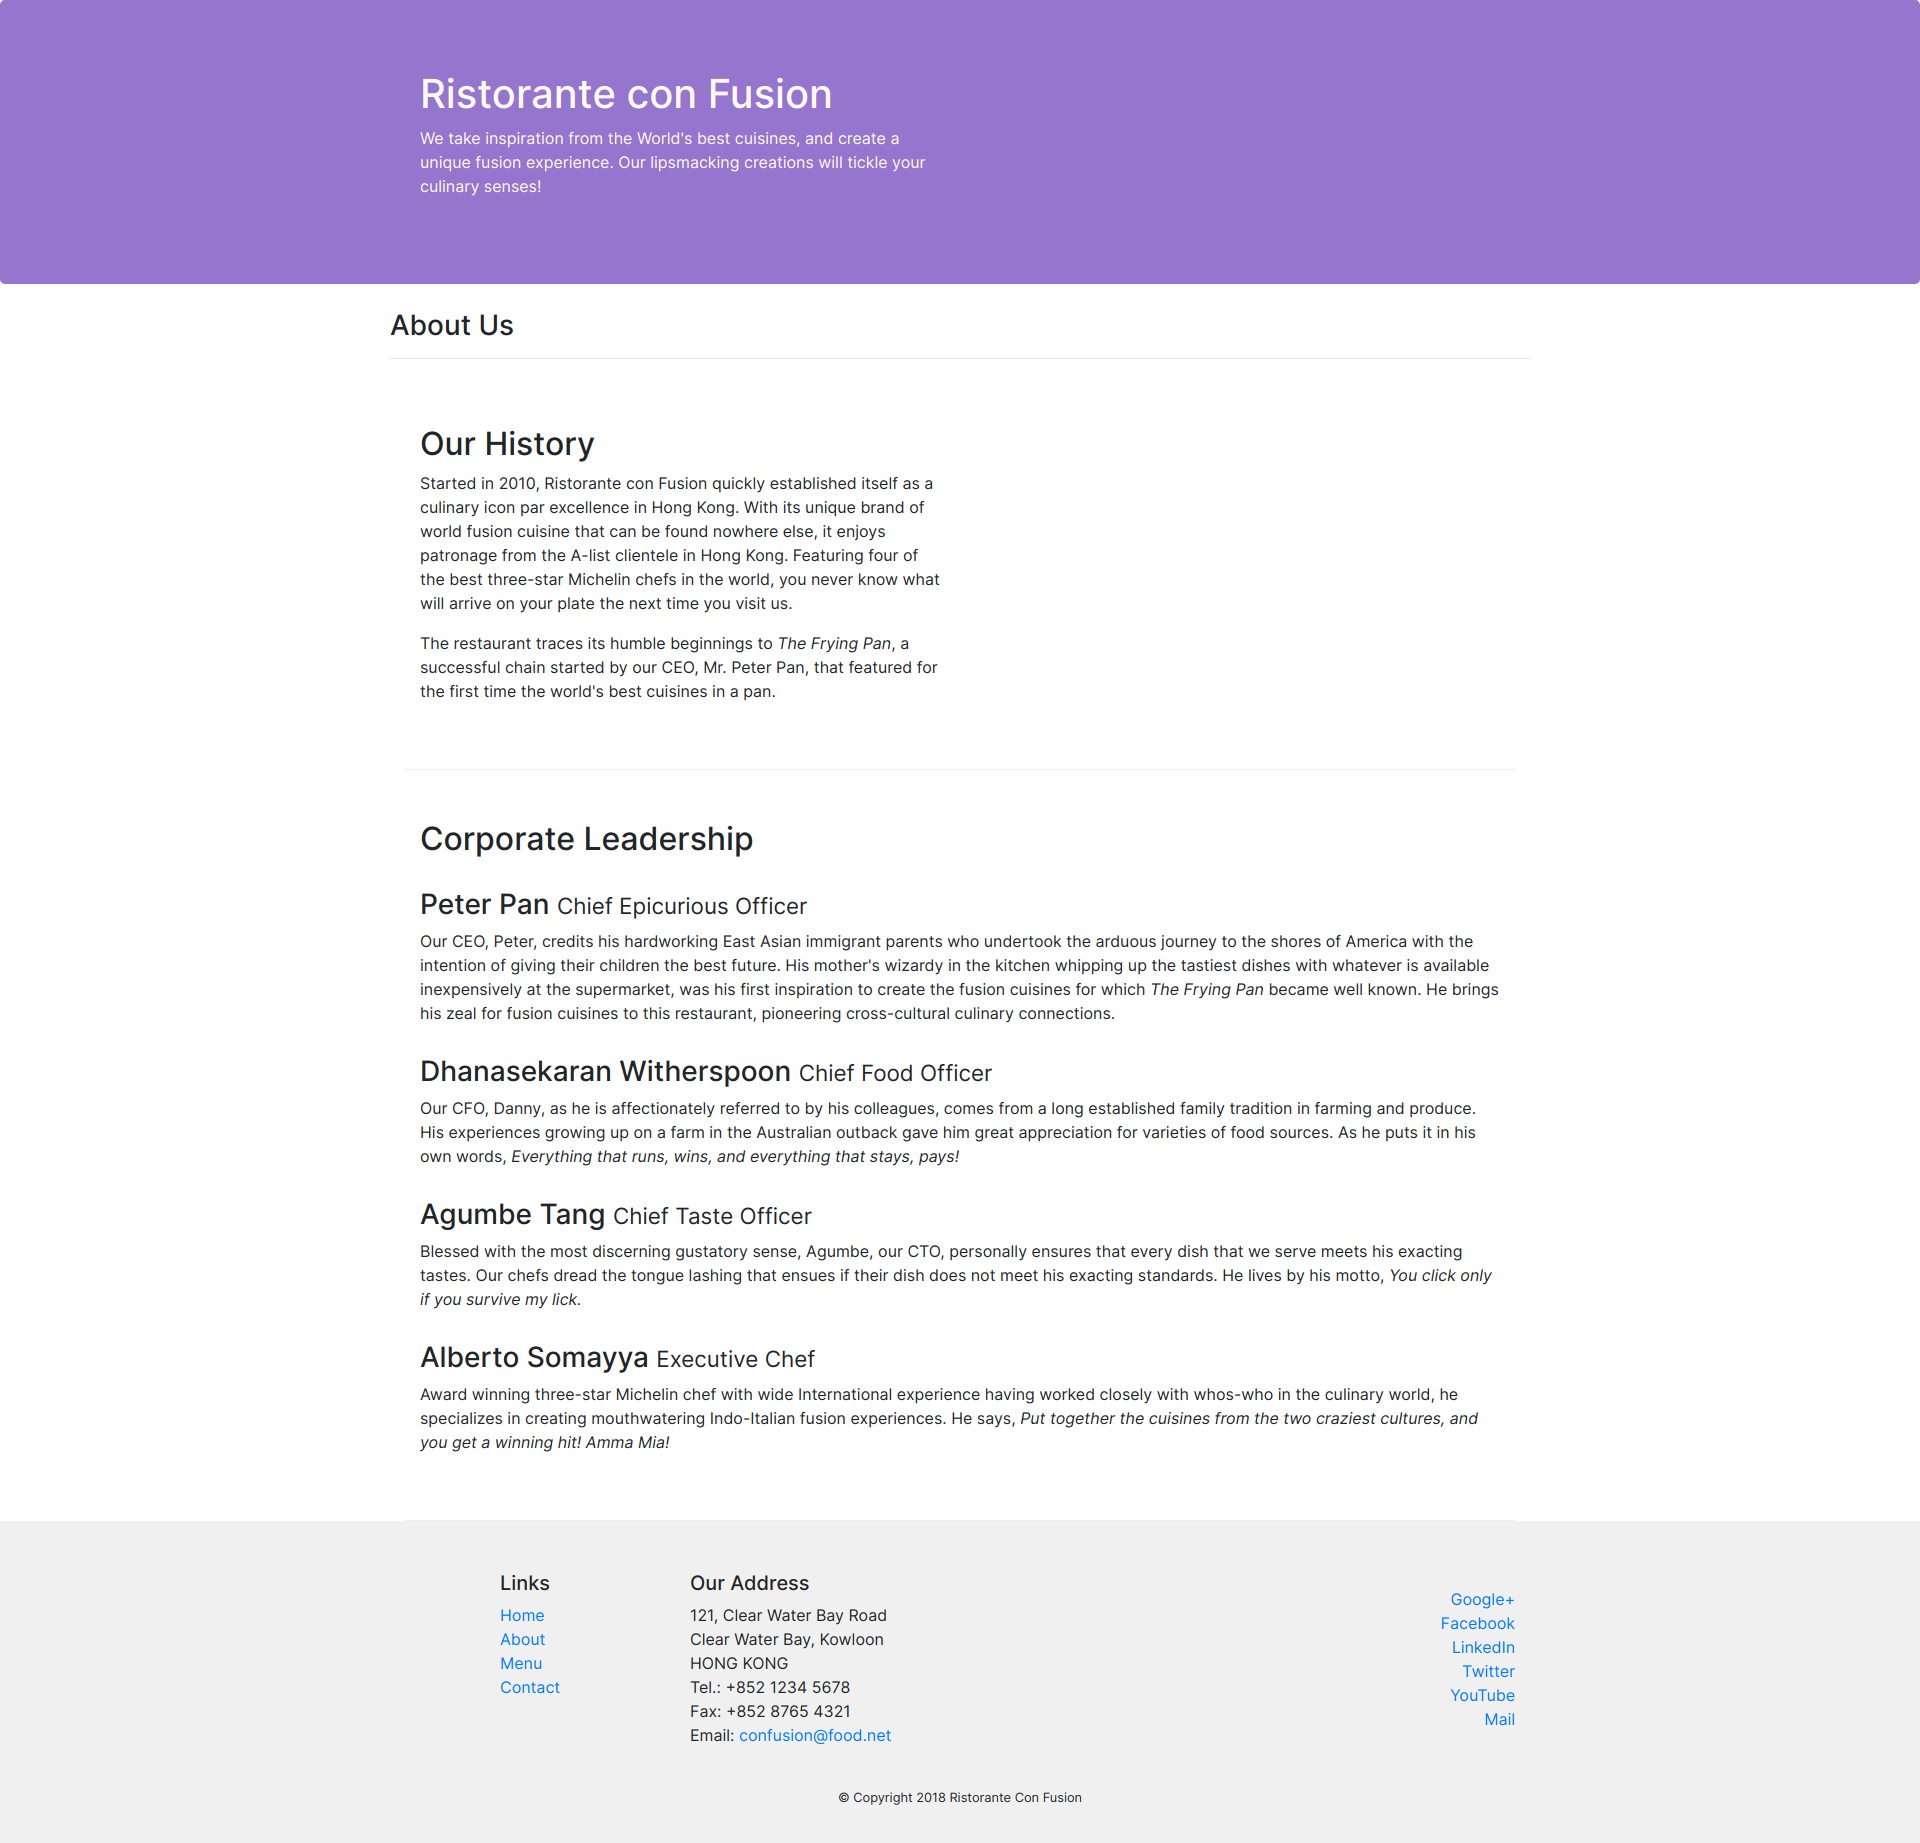 Ristorante con Fusion
We take inspiration from the World's best cuisines, and create a
unique fusion experience. Our lipsmacking creations will tickle your
culinary senses!
About Us
Our History
Started in 2010, Ristorante con Fusion quickly established itself as a
culinary icon par excellence in Hong Kong. With its unique brand of
world fusion cuisine that can be found nowhere else, it enjoys
patronage from the A-list clientele in Hong Kong. Featuring four of
the best three-star Michelin chefs in the world, you never know what
will arrive on your plate the next time you visit us.
The restaurant traces its humble beginnings to The Frying Pan, a
successful chain started by our CEO, Mr. Peter Pan, that featured for
the first time the world's best cuisines in a pan.
Corporate Leadership
Peter Pan Chief Epicurious Officer
Our CEO, Peter, credits his hardworking East Asian immigrant parents who undertook the arduous journey to the shores of America with the
intention of giving their children the best future. His mother's wizardy in the kitchen whipping up the tastiest dishes with whatever is available
inexpensively at the supermarket, was his first inspiration to create the fusion cuisines for which The Frying Pan became well known. He brings
his zeal for fusion cuisines to this restaurant, pioneering cross-cultural culinary connections.
Dhanasekaran Witherspoon Chief Food Officer
Our CFO, Danny, as he is affectionately referred to by his colleagues, comes from a long established family tradition in farming and produce.
His experiences growing up on a farm in the Australian outback gave him great appreciation for varieties of food sources. As he puts it in his
own words, Everything that runs, wins, and everything that stays, pays!
Agumbe Tang Chief Taste Officer
Blessed with the most discerning gustatory sense, Agumbe, our CTO, personally ensures that every dish that we serve meets his exacting
tastes. Our chefs dread the tongue lashing that ensues if their dish does not meet his exacting standards. He lives by his motto, You click only
if you survive my lick.
Alberto Somayya Executive Chef
Award winning three-star Michelin chef with wide International experience having worked closely with whos-who in the culinary world, he
specializes in creating mouthwatering Indo-Italian fusion experiences. He says, Put together the cuisines from the two craziest cultures, and
you get a winning hit! Amma Mia!
Links
Home
About
Menu
Contact
Our Address
121, Clear Water Bay Road
Clear Water Bay, Kowloon
HONG KONG
Tel.: +852 1234 5678
Fax: +852 8765 4321
Email: confusion@food.net
Google+
Facebook
LinkedIn
Twitter
YouTube
Mail
© Copyright 2018 Ristorante Con Fusion